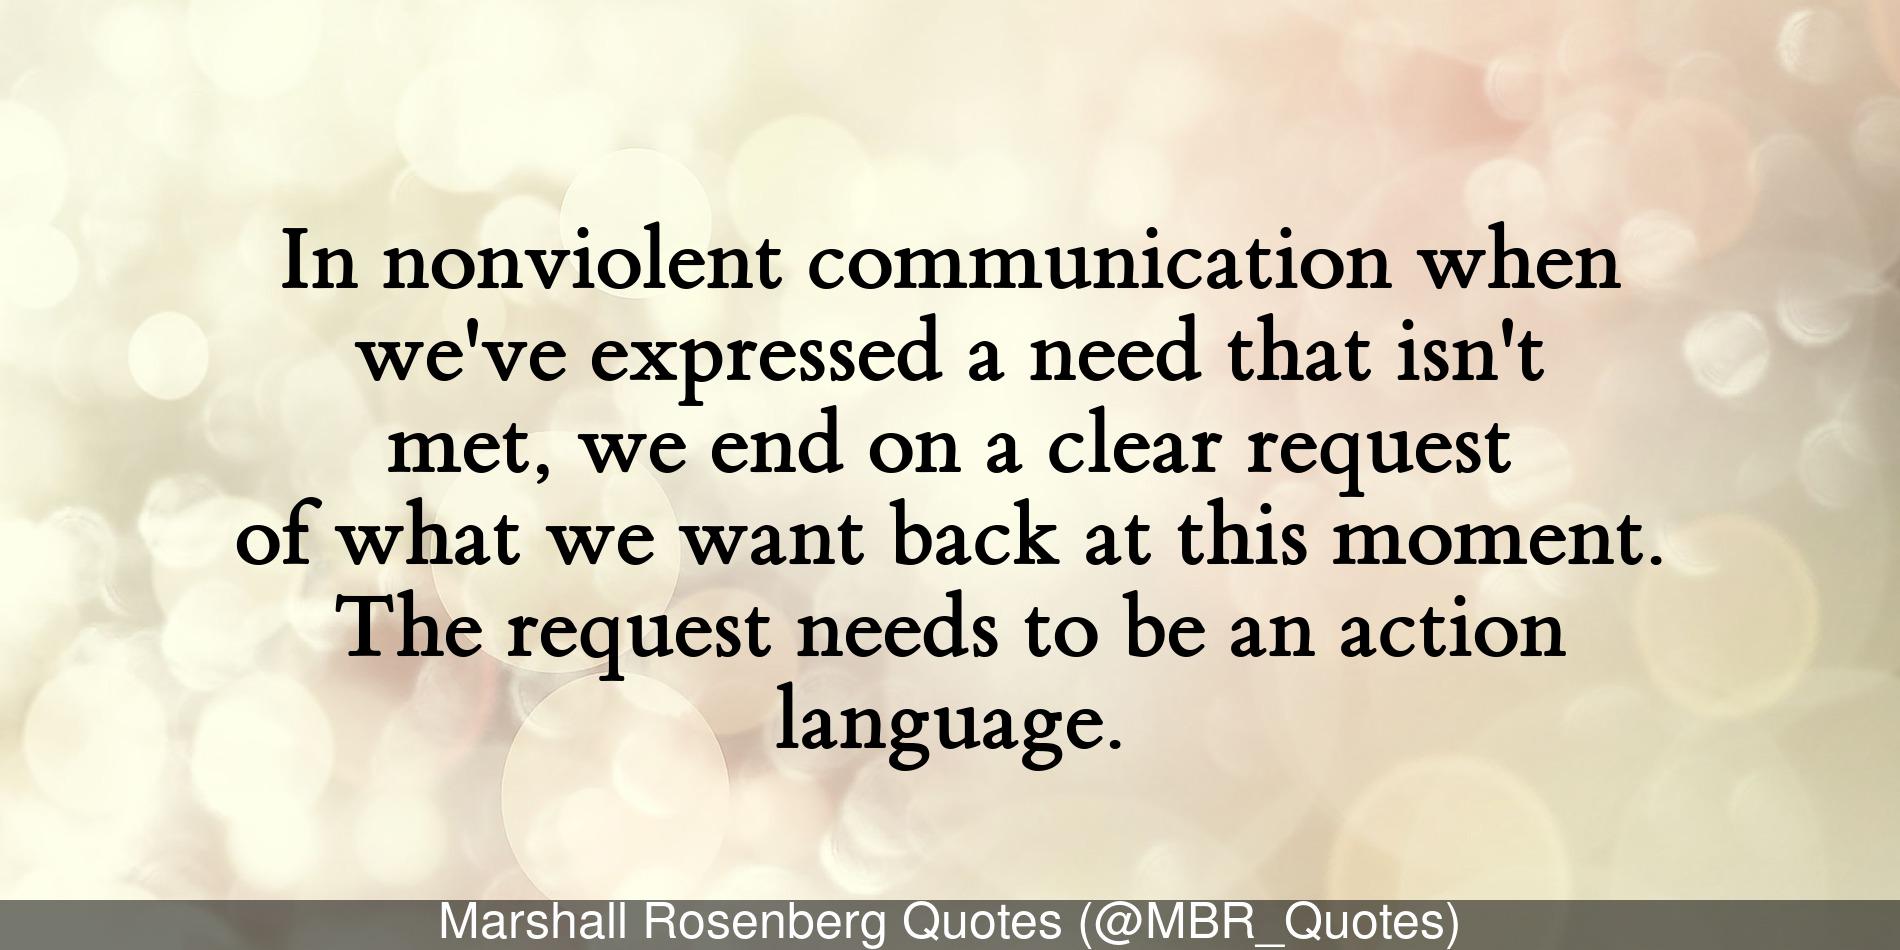 In nonviolent communication when
we've expressed a need that isn't
met, we end on a clear request
of what we want back at this moment.
The request needs to be an action
language.
Marshall Rosenberg Quotes (@MBR_Quotes)